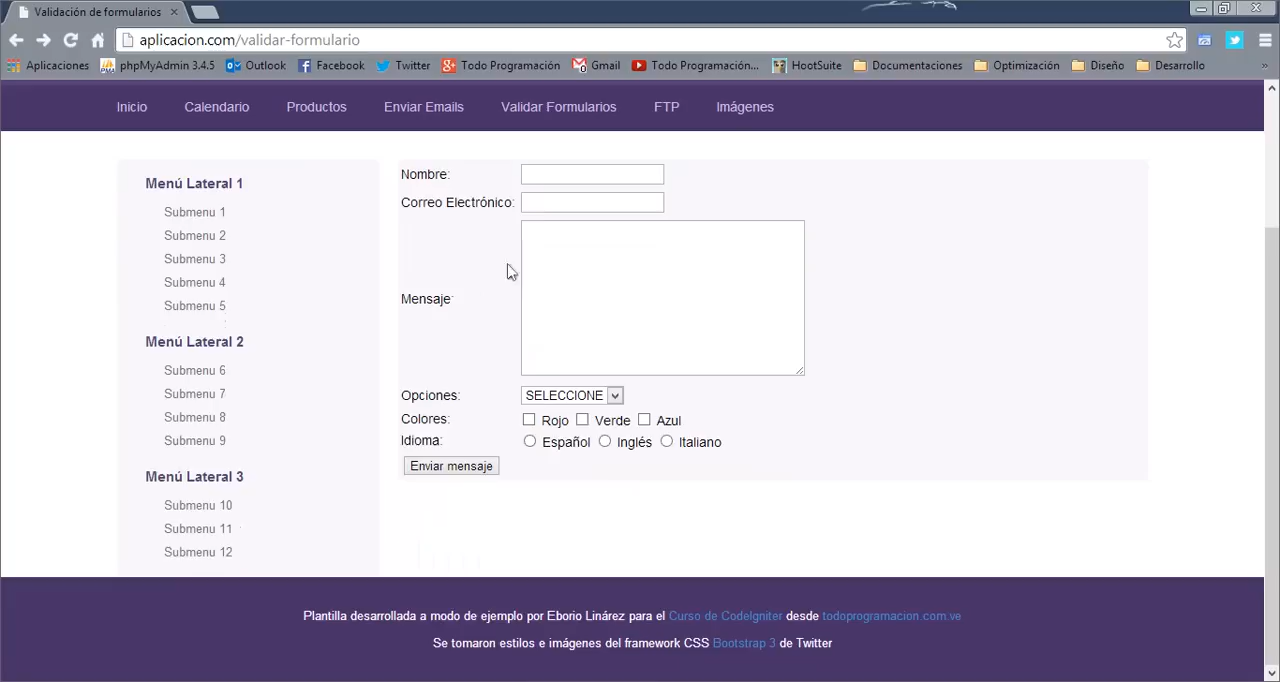 Validación de formularios
aplicacion.com/validar-formulario
Aplicaciones phpMyAdmin 3.4.5 Outlook Facebook Twitter Todo Programación Gmail Todo Programación... HootSuite Documentaciones Optimización Diseño Desarrollo »
Inicio Calendario Productos Enviar Emails Validar Formularios FTP Imágenes
Menú Lateral 1
Submenu 1
Submenu 2
Submenu 3
Submenu 4
Submenu 5
Menú Lateral 2
Submenu 6
Submenu 7
Submenu 8
Submenu 9
Menú Lateral 3
Submenu 10
Submenu 11
Submenu 12
Nombre:
Correo Electrónico:
Mensaje:
Opciones: SELECCIONE
Colores: Rojo Verde Azul
Idioma: Español Inglés Italiano
Enviar mensaje
Plantilla desarrollada a modo de ejemplo por Eborio Linárez para el Curso de CodeIgniter desde todoprogramacion.com.ve
Se tomaron estilos e imágenes del framework CSS Bootstrap 3 de Twitter